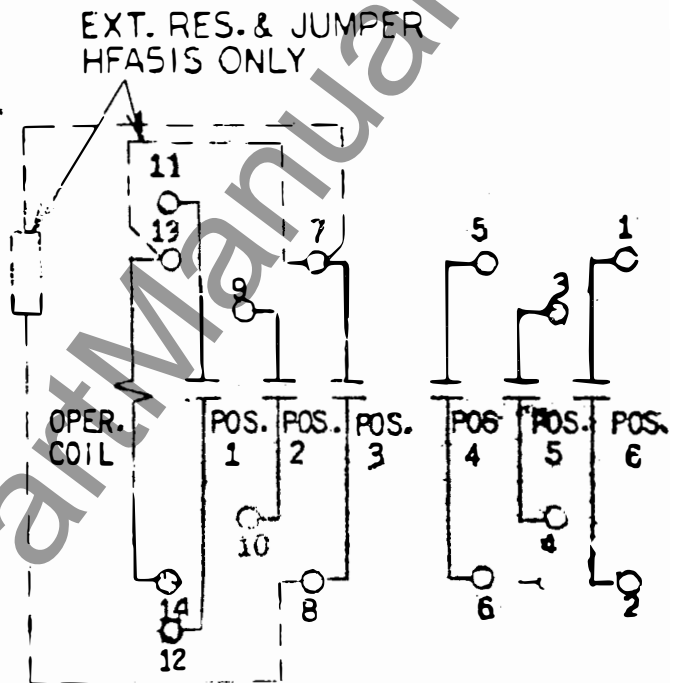 EXT. RES. & JUMPER
HFA51S ONLY
11
13
7
5
1
9
3
OPER.
COIL
POS.
1
POS.
2
POS.
3
POS
4
POS.
5
POS.
6
10
4
14
12
8
6
2
artManual